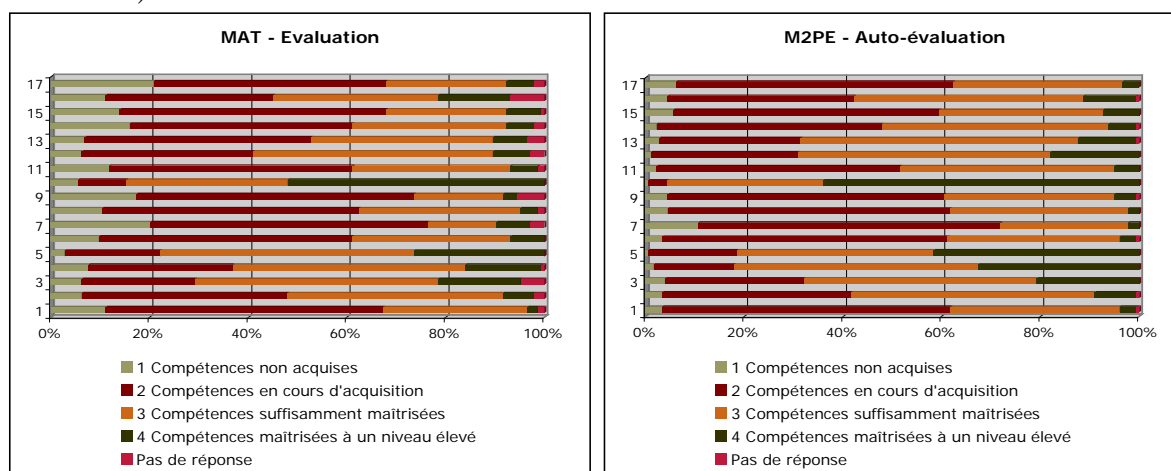 MAT - Evaluation
17
15
13
11
9
7
5
3
1
0% 20% 40% 60% 80% 100%
1 Compétences non acquises
2 Compétences en cours d'acquisition
3 Compétences suffisamment maîtrisées
4 Compétences maîtrisées à un niveau élevé
Pas de réponse
M2PE - Auto-évaluation
17
15
13
11
9
7
5
3
1
0% 20% 40% 60% 80% 100%
1 Compétences non acquises
2 Compétences en cours d'acquisition
3 Compétences suffisamment maîtrisées
4 Compétences maîtrisées à un niveau élevé
Pas de réponse